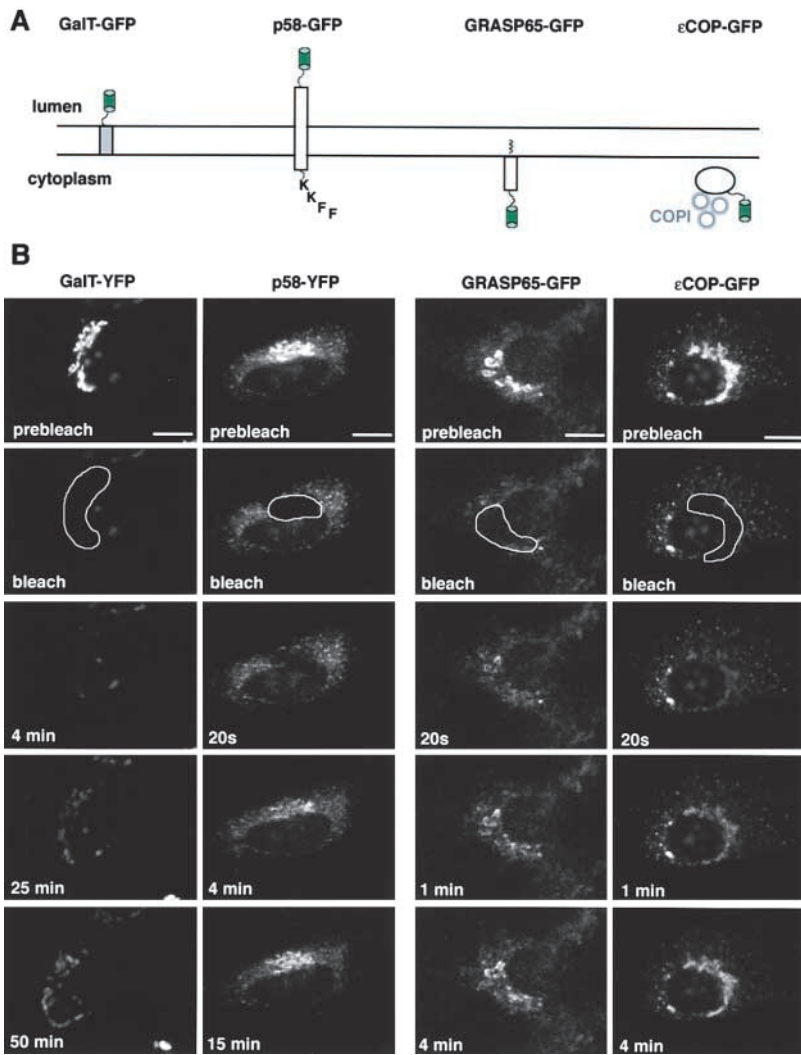 A
GalT-GFP p58-GFP GRASP65-GFP εCOP-GFP
lumen
cytoplasm
K
K
F
F
COPI
B
GalT-YFP p58-YFP GRASP65-GFP εCOP-GFP
prebleach prebleach prebleach prebleach
bleach bleach bleach bleach
4 min 20s 20s 20s
25 min 4 min 1 min 1 min
50 min 15 min 4 min 4 min